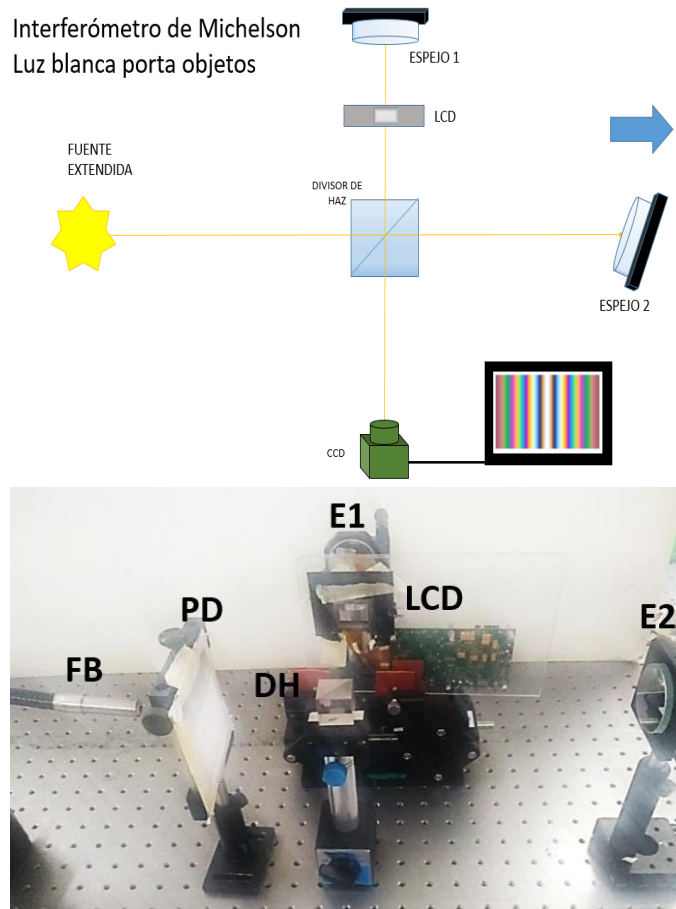 Interferómetro de Michelson
Luz blanca porta objetos
ESPEJO 1
LCD
FUENTE
EXTENDIDA
DIVISOR DE
HAZ
ESPEJO 2
CCD
E1
LCD
PD
E2
FB
DH